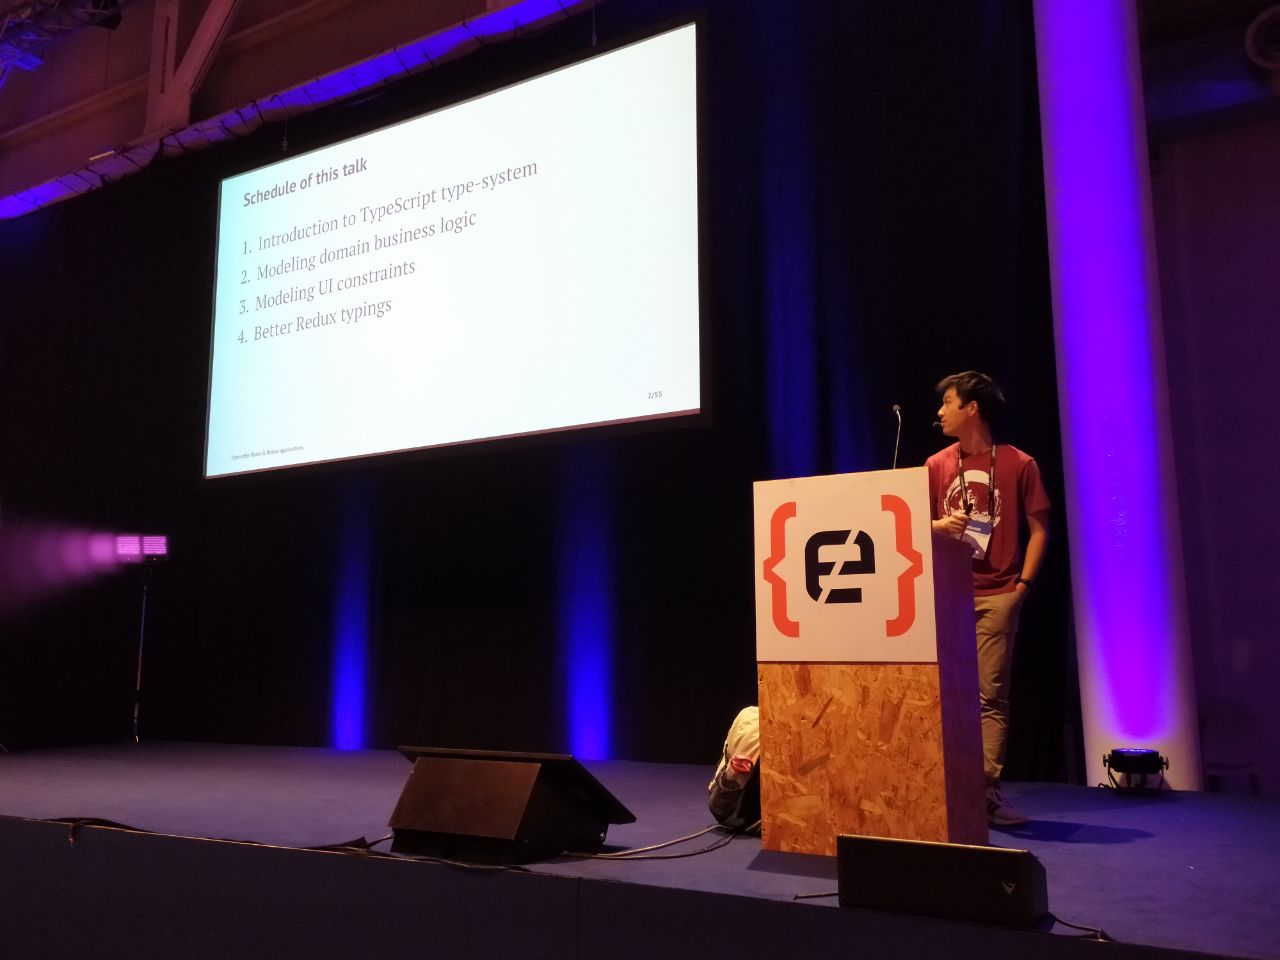 Schedule of this talk
1. Introduction to TypeScript type-system
2. Modeling domain business logic
3. Modeling UI constraints
4. Better Redux typings
2/55
Type-safer React & Redux applications